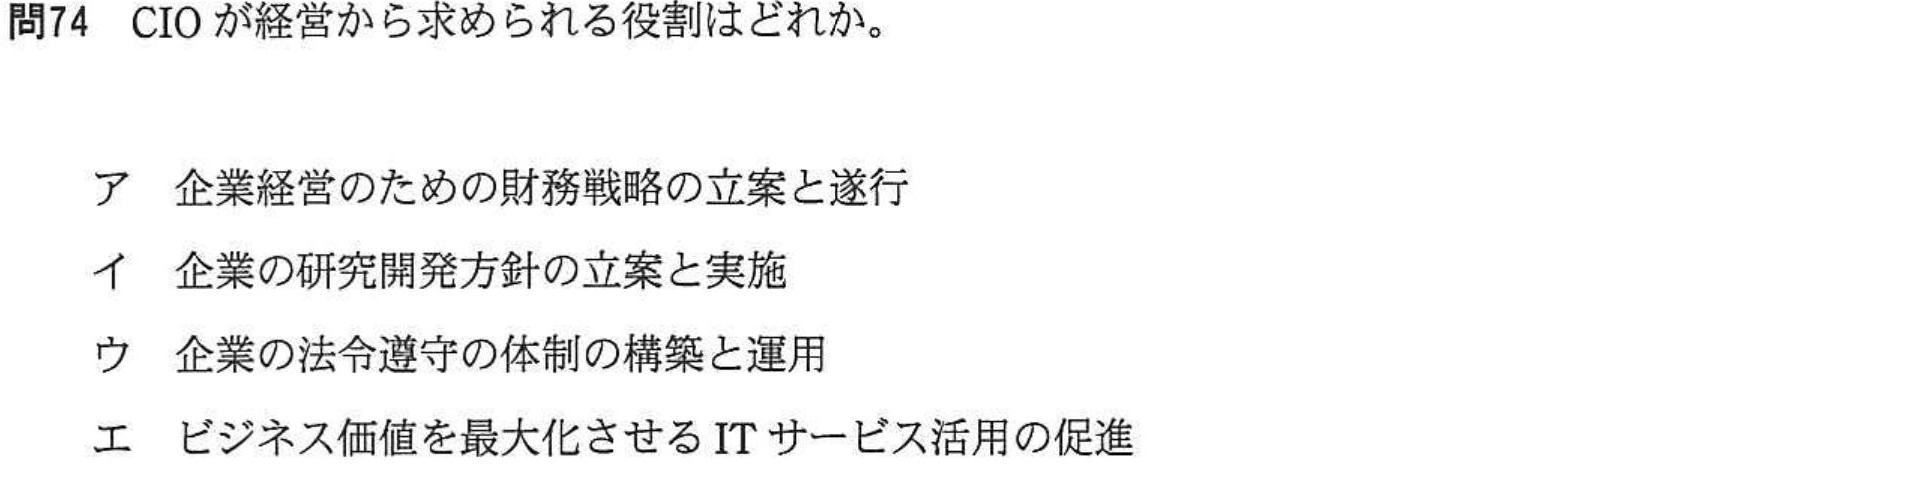 問74 CIO が経営から求められる役割はどれか。
ア 企業経営のための財務戦略の立案と遂行
イ 企業の研究開発方針の立案と実施
ウ 企業の法令遵守の体制の構築と運用
エ ビジネス価値を最大化させる IT サービス活用の促進